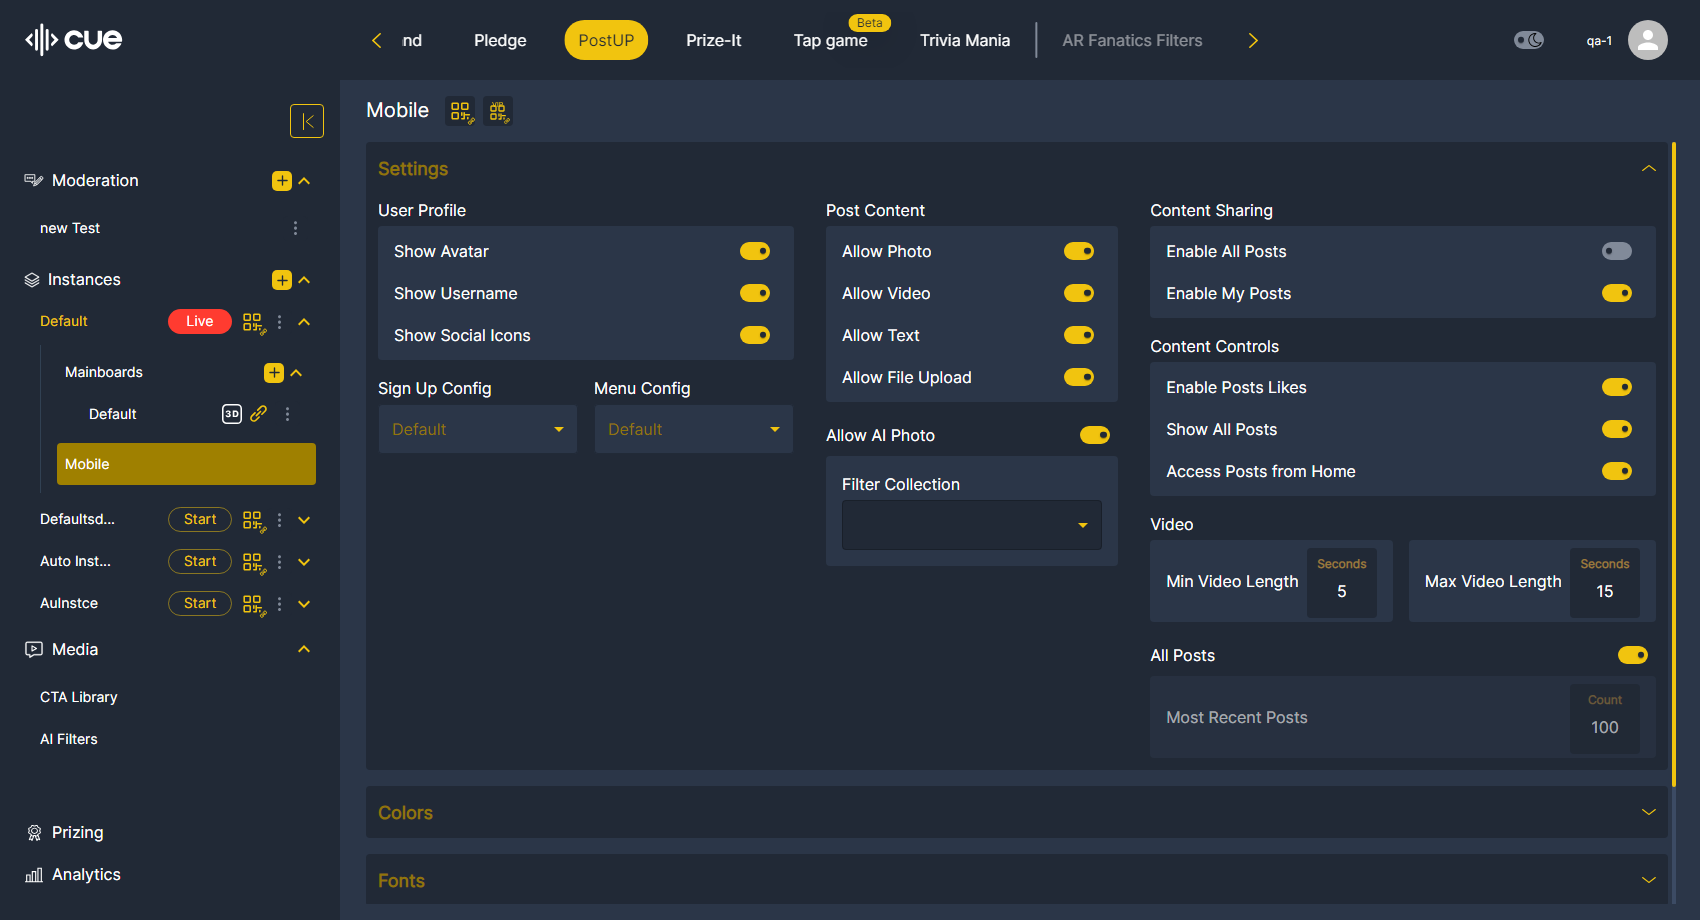 cue
nd
Pledge
PostUP
Prize-It
Beta
Tap game
Trivia Mania
AR Fanatics Filters
qa-1
Moderation
new Test
Instances
Default
Live
Mainboards
Default
3D
Mobile
Defaultsd...
Start
Auto Inst...
Start
AuInstce
Start
Media
CTA Library
AI Filters
Prizing
Analytics
Mobile
VIP
Settings
User Profile
Show Avatar
Show Username
Show Social Icons
Sign Up Config
Default
Menu Config
Default
Post Content
Allow Photo
Allow Video
Allow Text
Allow File Upload
Allow AI Photo
Filter Collection
Content Sharing
Enable All Posts
Enable My Posts
Content Controls
Enable Posts Likes
Show All Posts
Access Posts from Home
Video
Min Video Length
Seconds
5
Max Video Length
Seconds
15
All Posts
Most Recent Posts
Count
100
Colors
Fonts